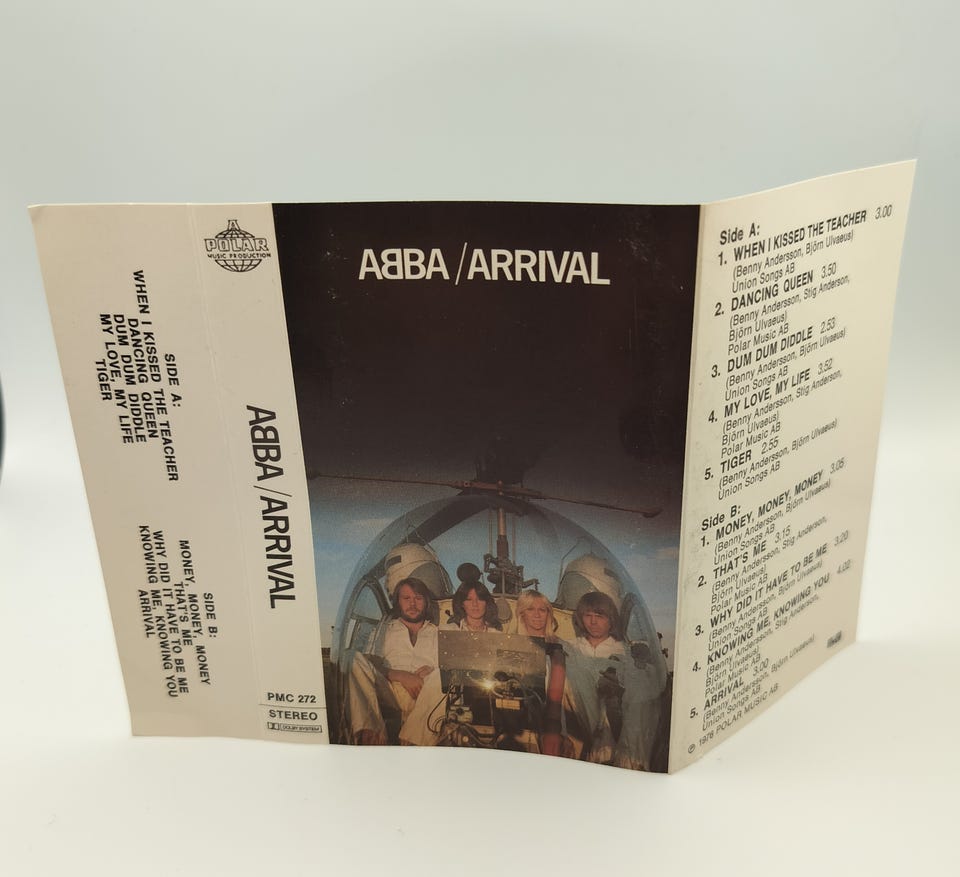 A
POLAR
MUSIC PRODUCTION
SIDE A:
WHEN I KISSED THE TEACHER
DANCING QUEEN
DUM DUM DIDDLE
MY LOVE, MY LIFE
TIGER
SIDE B:
MONEY, MONEY, MONEY
THAT'S ME
WHY DID IT HAVE TO BE ME
KNOWING ME, KNOWING YOU
ARRIVAL
ABBA/ARRIVAL
PMC 272
STEREO
DOLBY SYSTEM
ABBA/ARRIVAL
Side A:
1. WHEN I KISSED THE TEACHER 3.00
(Benny Andersson, Björn Ulvaeus)
Union Songs AB
2. DANCING QUEEN 3.50
(Benny Andersson, Stig Anderson,
Björn Ulvaeus)
Polar Music AB
3. DUM DUM DIDDLE 2.53
(Benny Andersson, Björn Ulvaeus)
Union Songs AB
4. MY LOVE, MY LIFE 3.52
(Benny Andersson, Stig Anderson,
Björn Ulvaeus)
Polar Music AB
5. TIGER 2.55
(Benny Andersson, Björn Ulvaeus)
Union Songs AB
Side B:
1. MONEY, MONEY, MONEY 3.05
(Benny Andersson, Björn Ulvaeus)
Union Songs AB
2. THAT'S ME 3.15
(Benny Andersson, Stig Anderson,
Björn Ulvaeus)
Polar Music AB
3. WHY DID IT HAVE TO BE ME 3.20
(Benny Andersson, Björn Ulvaeus)
Union Songs AB
4. KNOWING ME, KNOWING YOU 4.02
(Benny Andersson, Stig Anderson,
Björn Ulvaeus)
Polar Music AB
5. ARRIVAL 3.00
(Benny Andersson, Björn Ulvaeus)
Union Songs AB
℗ 1976 POLAR MUSIC AB